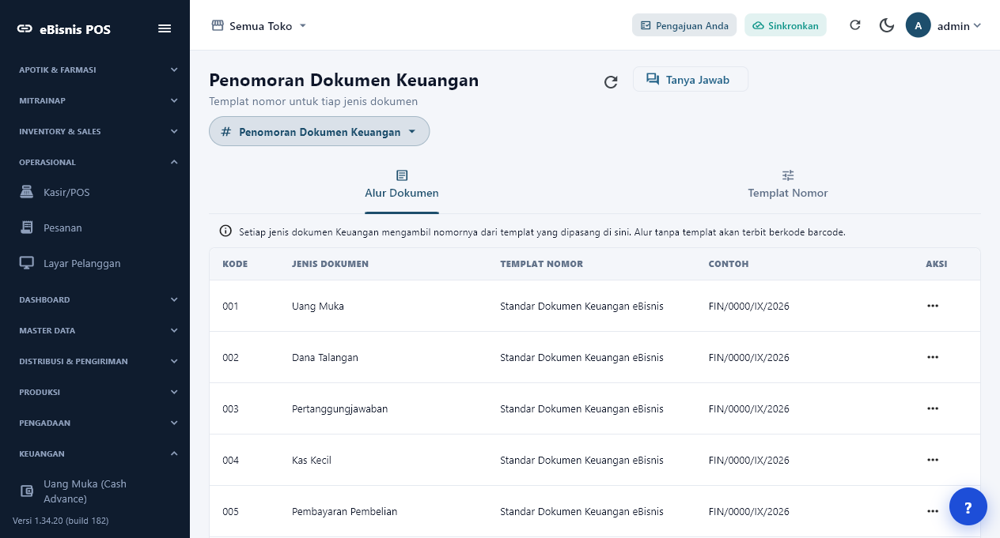 eBisnis POS
APOTIK & FARMASI
MITRAINAP
INVENTORY & SALES
OPERASIONAL
Kasir/POS
Pesanan
Layar Pelanggan
DASHBOARD
MASTER DATA
DISTRIBUSI & PENGIRIMAN
PRODUKSI
PENGADAAN
KEUANGAN
Uang Muka (Cash
Advance)
Versi 1.34.20 (build 182)
Semua Toko
Pengajuan Anda
Sinkronkan
A
admin
Penomoran Dokumen Keuangan
Templat nomor untuk tiap jenis dokumen
Tanya Jawab
# Penomoran Dokumen Keuangan
Alur Dokumen
Templat Nomor
Setiap jenis dokumen Keuangan mengambil nomornya dari templat yang dipasang di sini. Alur tanpa templat akan terbit berkode barcode.
KODE JENIS DOKUMEN TEMPLAT NOMOR CONTOH AKSI
001 Uang Muka Standar Dokumen Keuangan eBisnis FIN/0000/IX/2026 •••
002 Dana Talangan Standar Dokumen Keuangan eBisnis FIN/0000/IX/2026 •••
003 Pertanggungjawaban Standar Dokumen Keuangan eBisnis FIN/0000/IX/2026 •••
004 Kas Kecil Standar Dokumen Keuangan eBisnis FIN/0000/IX/2026 •••
005 Pembayaran Pembelian Standar Dokumen Keuangan eBisnis FIN/0000/IX/2026 •••
?